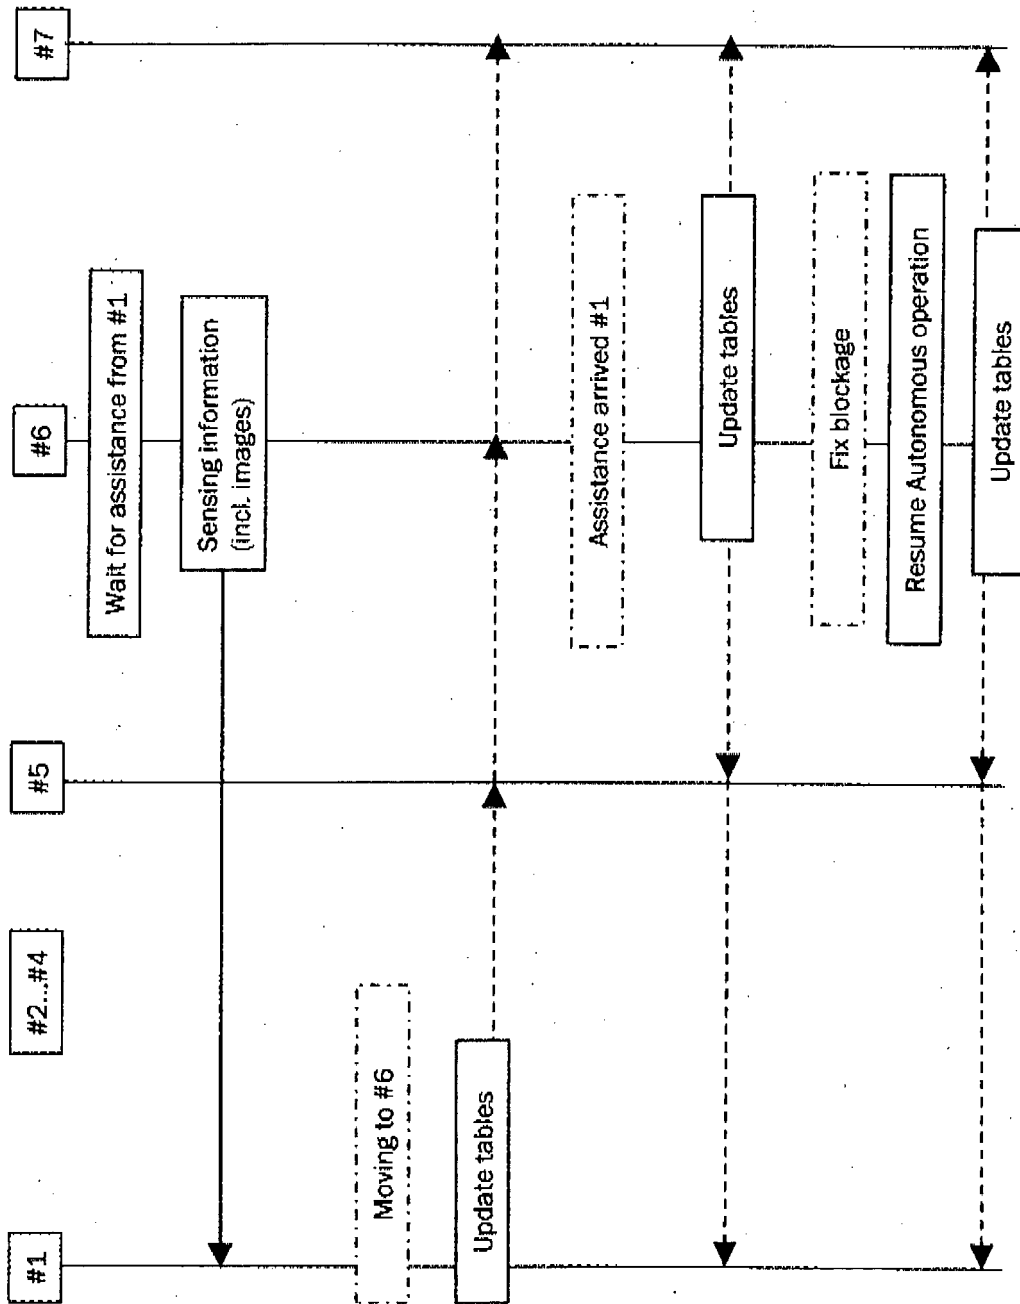 #1
#2...#4
#5
#6
#7
Wait for assistance from #1
Sensing information
(incl. images)
Moving to #6
Update tables
Assistance arrived #1
Update tables
Fix blockage
Resume Autonomous operation
Update tables